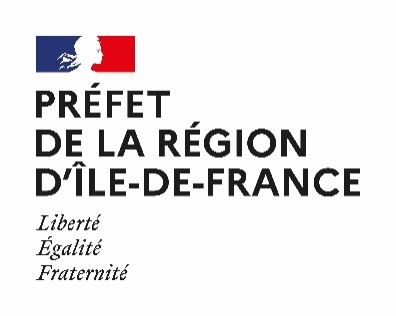 PRÉFET
DE LA RÉGION
D'ÎLE-DE-FRANCE
Liberté
Égalité
Fraternité